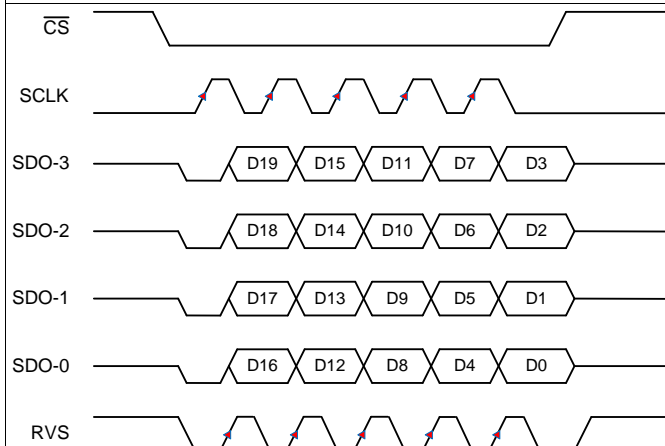 CS
SCLK
SDO-3 D19 D15 D11 D7 D3
SDO-2 D18 D14 D10 D6 D2
SDO-1 D17 D13 D9 D5 D1
SDO-0 D16 D12 D8 D4 D0
RVS